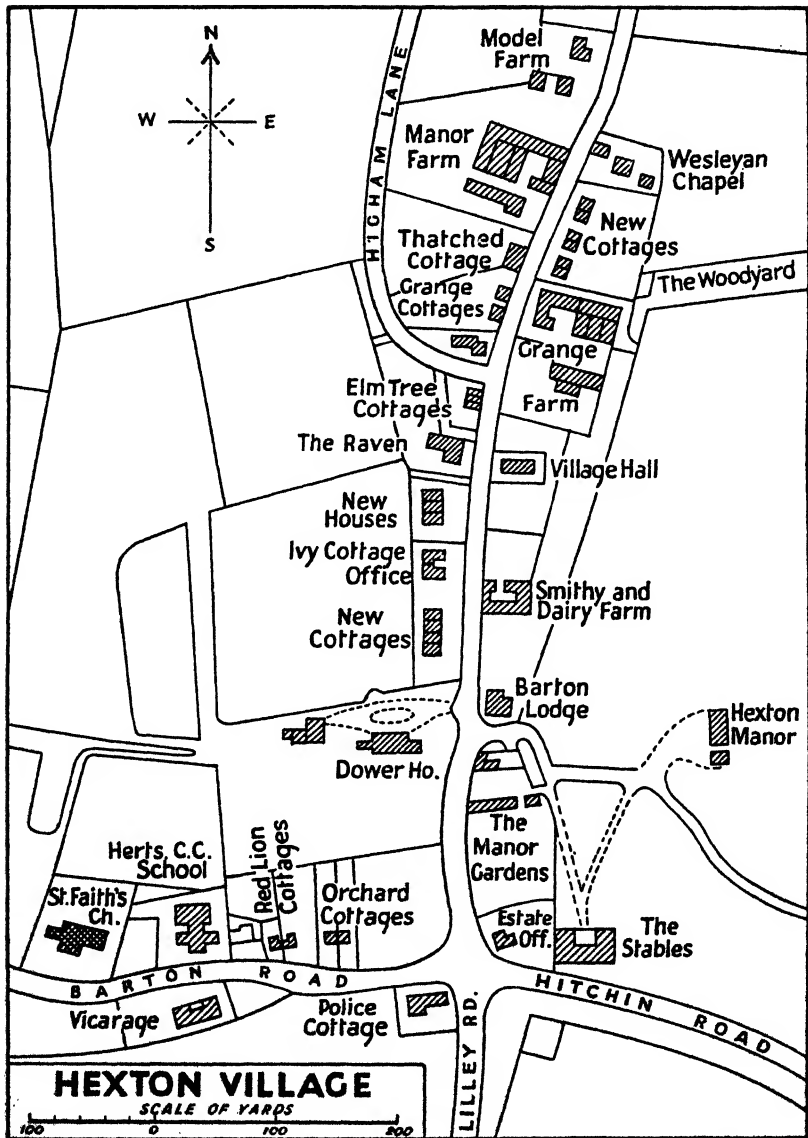 N
W E
S
Model
Farm
HIGHAM LANE
Manor
Farm
Wesleyan
Chapel
New
Cottages
Thatched
Cottage
The Woodyard
Grange
Cottages
Grange
Farm
Elm Tree
Cottages
The Raven
Village Hall
New
Houses
Ivy Cottage
Office
Smithy and
Dairy Farm
New
Cottages
Barton
Lodge
Hexton
Manor
Dower Ho.
The
Manor
Gardens
Herts. C.C.
School
Red Lion
Cottages
St. Faith's
Ch.
Orchard
Cottages
Estate
Off.
The
Stables
BARTON ROAD
HITCHIN ROAD
Vicarage
Police
Cottage
LILLEY RD.
HEXTON VILLAGE
SCALE OF YARDS
100 0 100 200